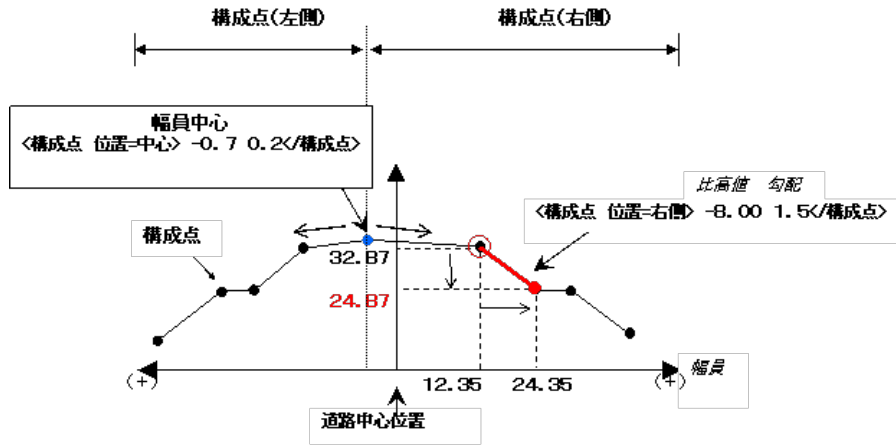 構成点(左側)
構成点(右側)
幅員中心
<構成点 位置=中心> -0.7 0.2</構成点>
比高値 勾配
<構成点 位置=右側> -8.00 1.5</構成点>
構成点
32.87
24.87
(+)
12.35
24.35
(+)
幅員
道路中心位置